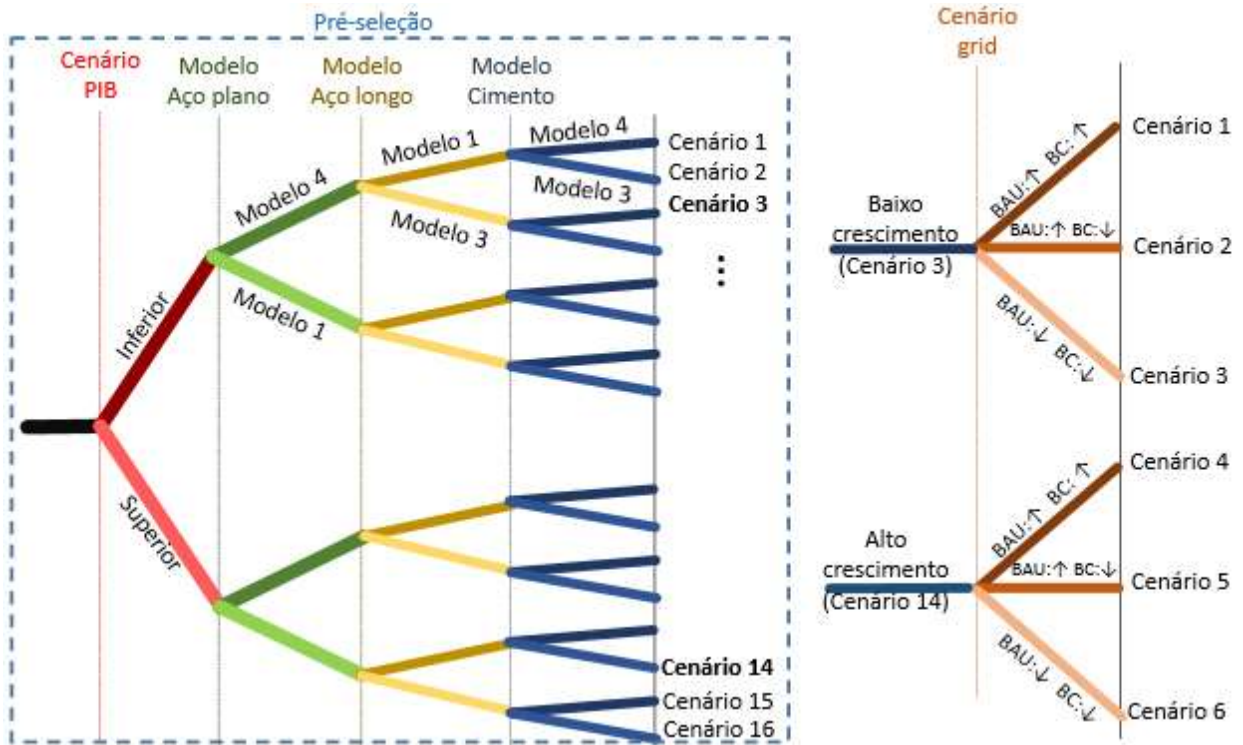 Pré-seleção
Cenário
PIB
Modelo
Aço plano
Modelo
Aço longo
Modelo
Cimento
Inferior
Superior
Modelo 4
Modelo 1
Modelo 1
Modelo 3
Modelo 4
Modelo 3
Cenário 1
Cenário 2
Cenário 3
...
Cenário 14
Cenário 15
Cenário 16
Cenário
grid
Baixo
crescimento
(Cenário 3)
BAU:↑ BC:↑
BAU:↑ BC:↓
BAU:↓ BC:↓
Cenário 1
Cenário 2
Cenário 3
Alto
crescimento
(Cenário 14)
BAU:↑ BC:↑
BAU:↑ BC:↓
BAU:↓ BC:↓
Cenário 4
Cenário 5
Cenário 6